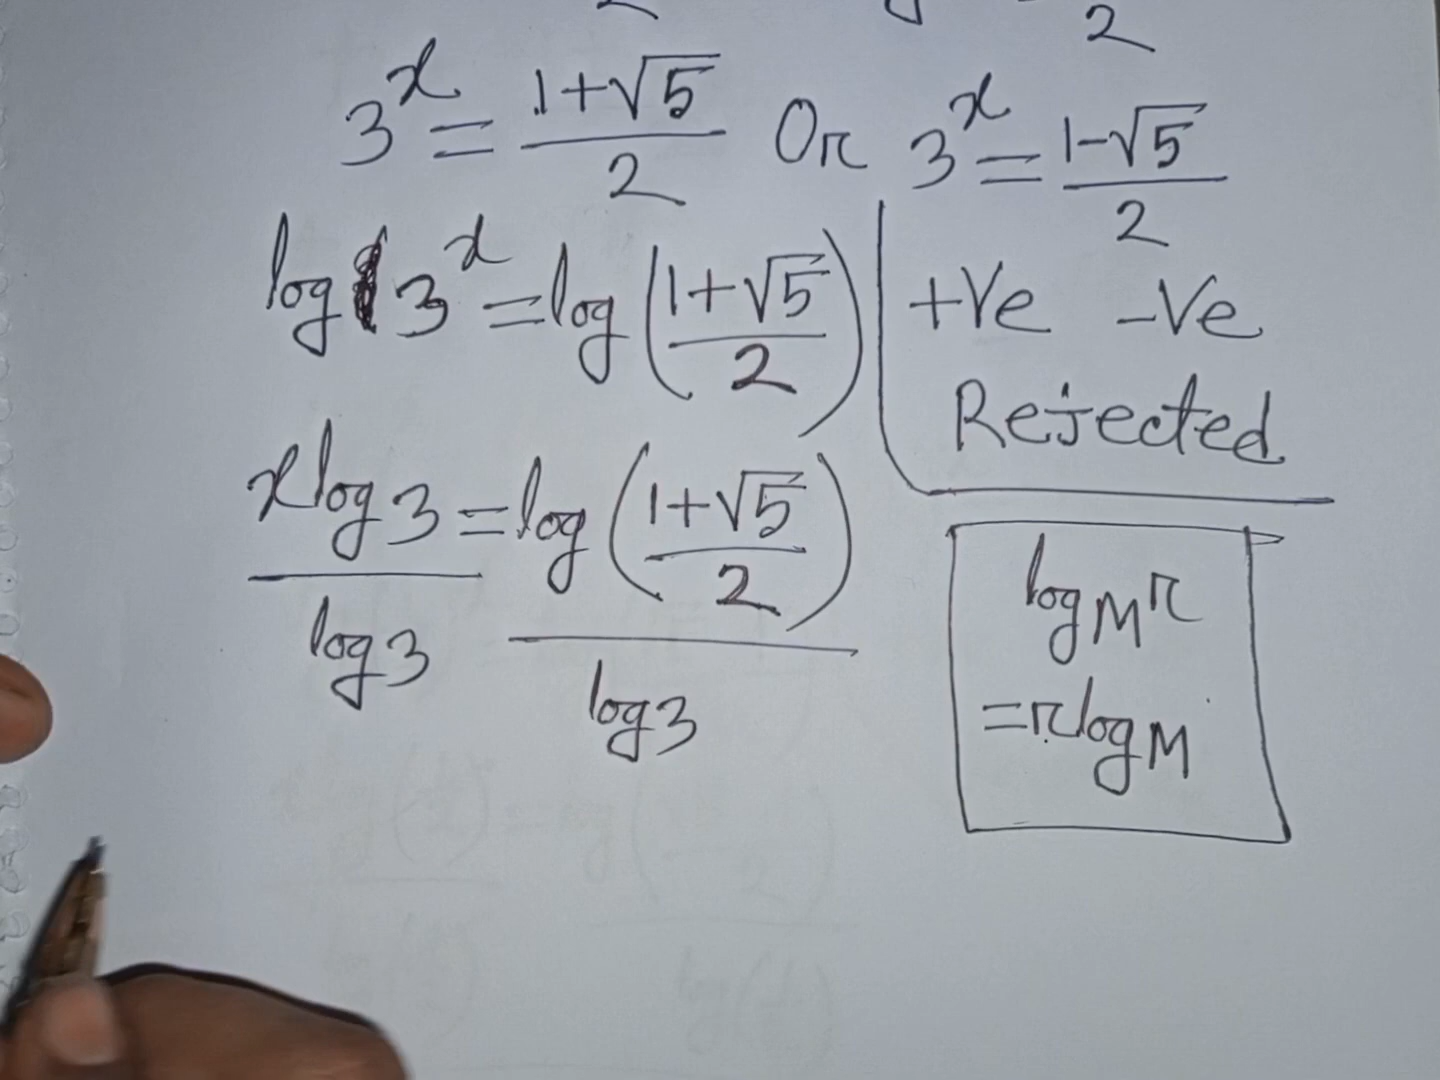 2
3^x = (1+√5)/2 Or 3^x = (1-√5)/2
log 3^x = log((1+√5)/2)
+Ve -Ve
Rejected
x log 3 / log 3 = log((1+√5)/2) / log 3
log M^r
= r log M